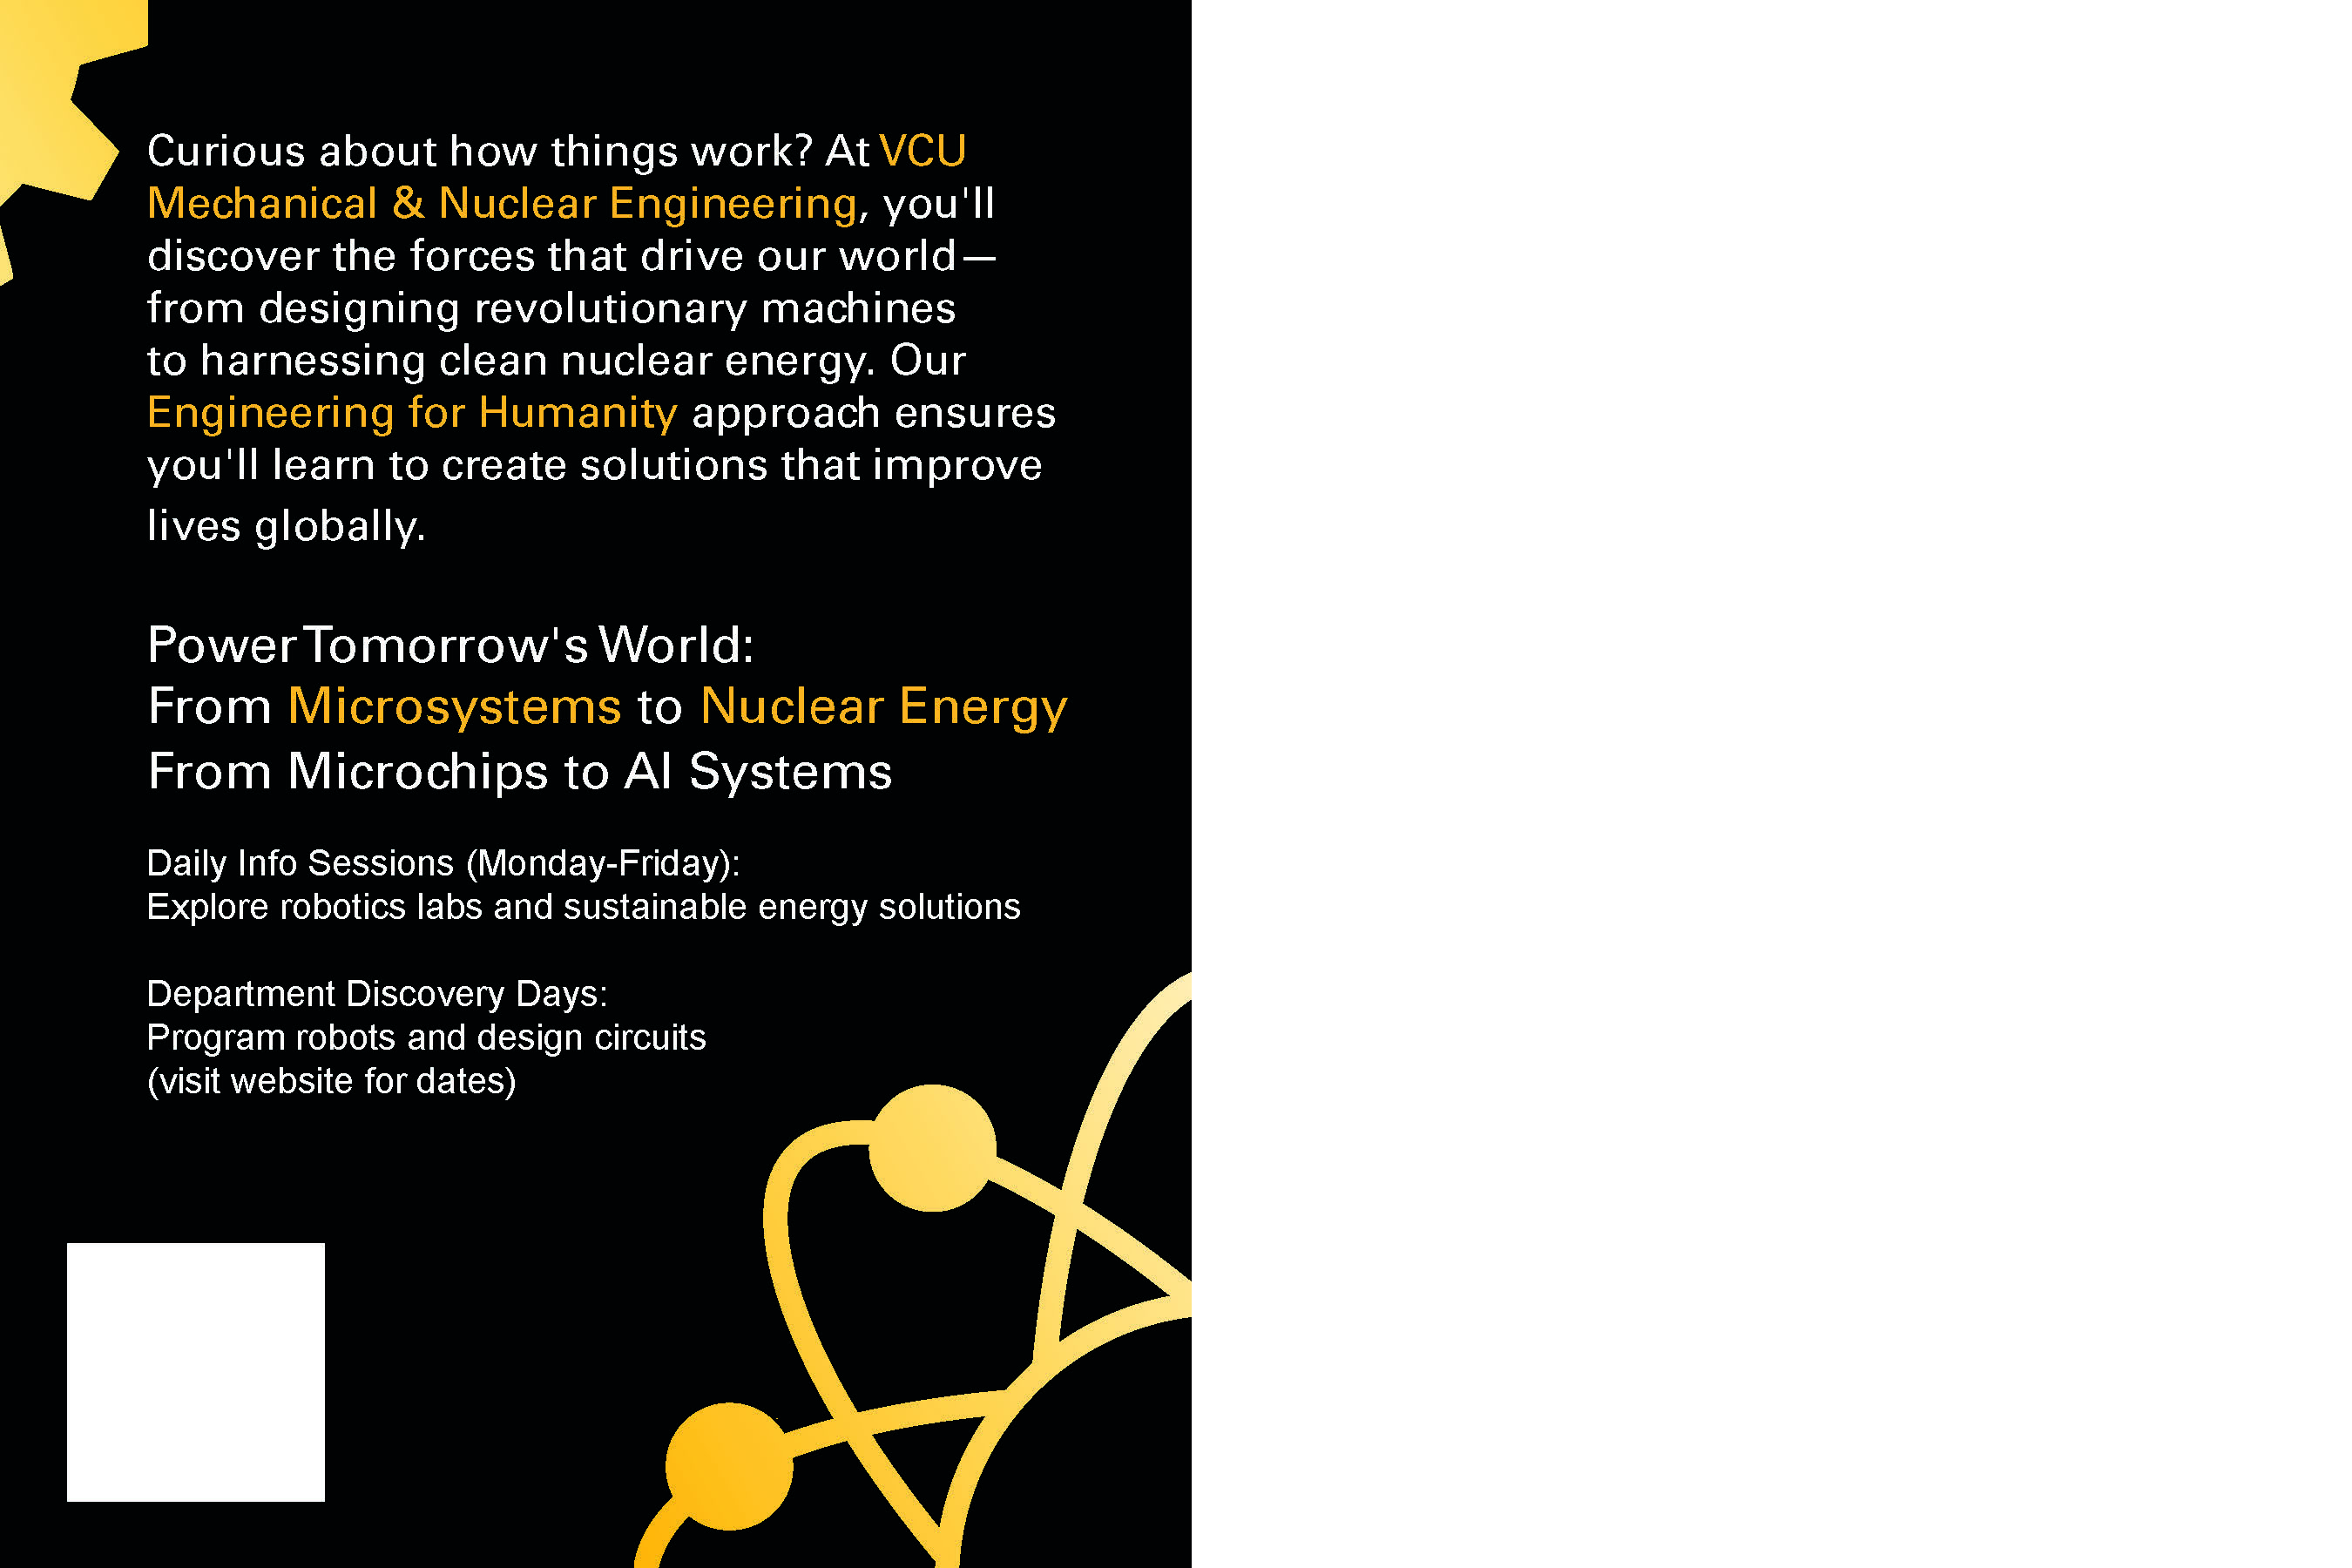 Curious about how things work? At VCU
Mechanical & Nuclear Engineering, you'll
discover the forces that drive our world—
from designing revolutionary machines
to harnessing clean nuclear energy. Our
Engineering for Humanity approach ensures
you'll learn to create solutions that improve
lives globally.
Power Tomorrow's World:
From Microsystems to Nuclear Energy
From Microchips to AI Systems
Daily Info Sessions (Monday-Friday):
Explore robotics labs and sustainable energy solutions
Department Discovery Days:
Program robots and design circuits
(visit website for dates)